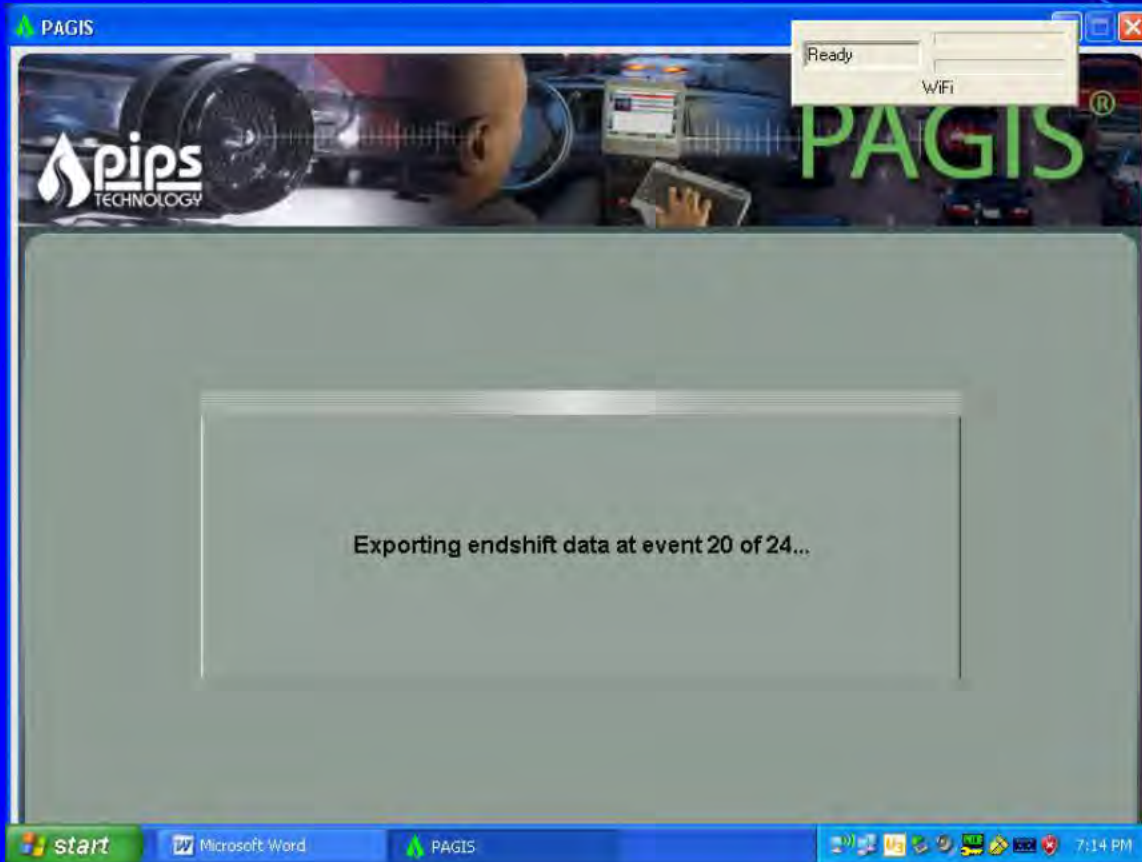 PAGIS
Ready
WiFi
PAGIS®
pips
TECHNOLOGY
Exporting endshift data at event 20 of 24...
start
Microsoft Word
PAGIS
7:14 PM